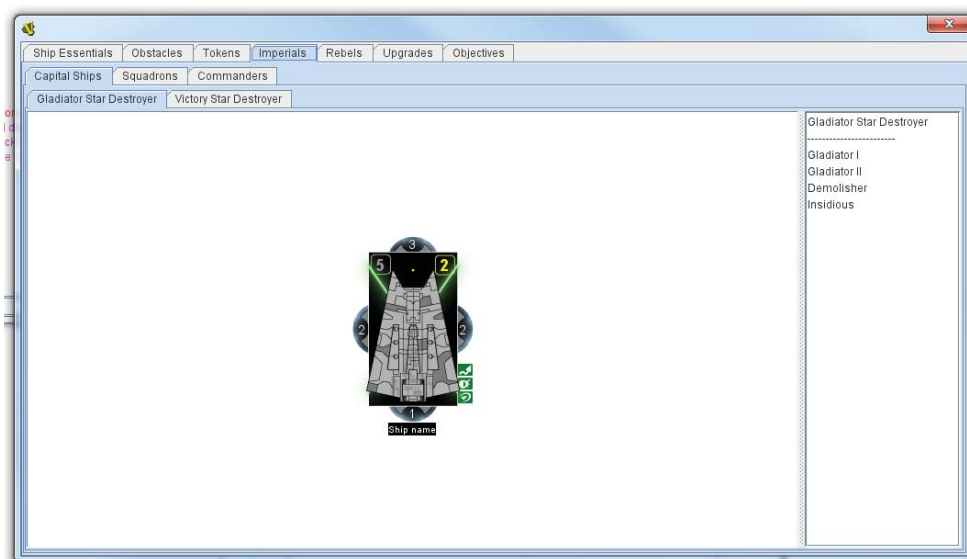 Ship Essentials Obstacles Tokens Imperials Rebels Upgrades Objectives
Capital Ships Squadrons Commanders
Gladiator Star Destroyer Victory Star Destroyer
3
5 2
2 2
1
Ship name
Gladiator Star Destroyer
------------------------
Gladiator I
Gladiator II
Demolisher
Insidious